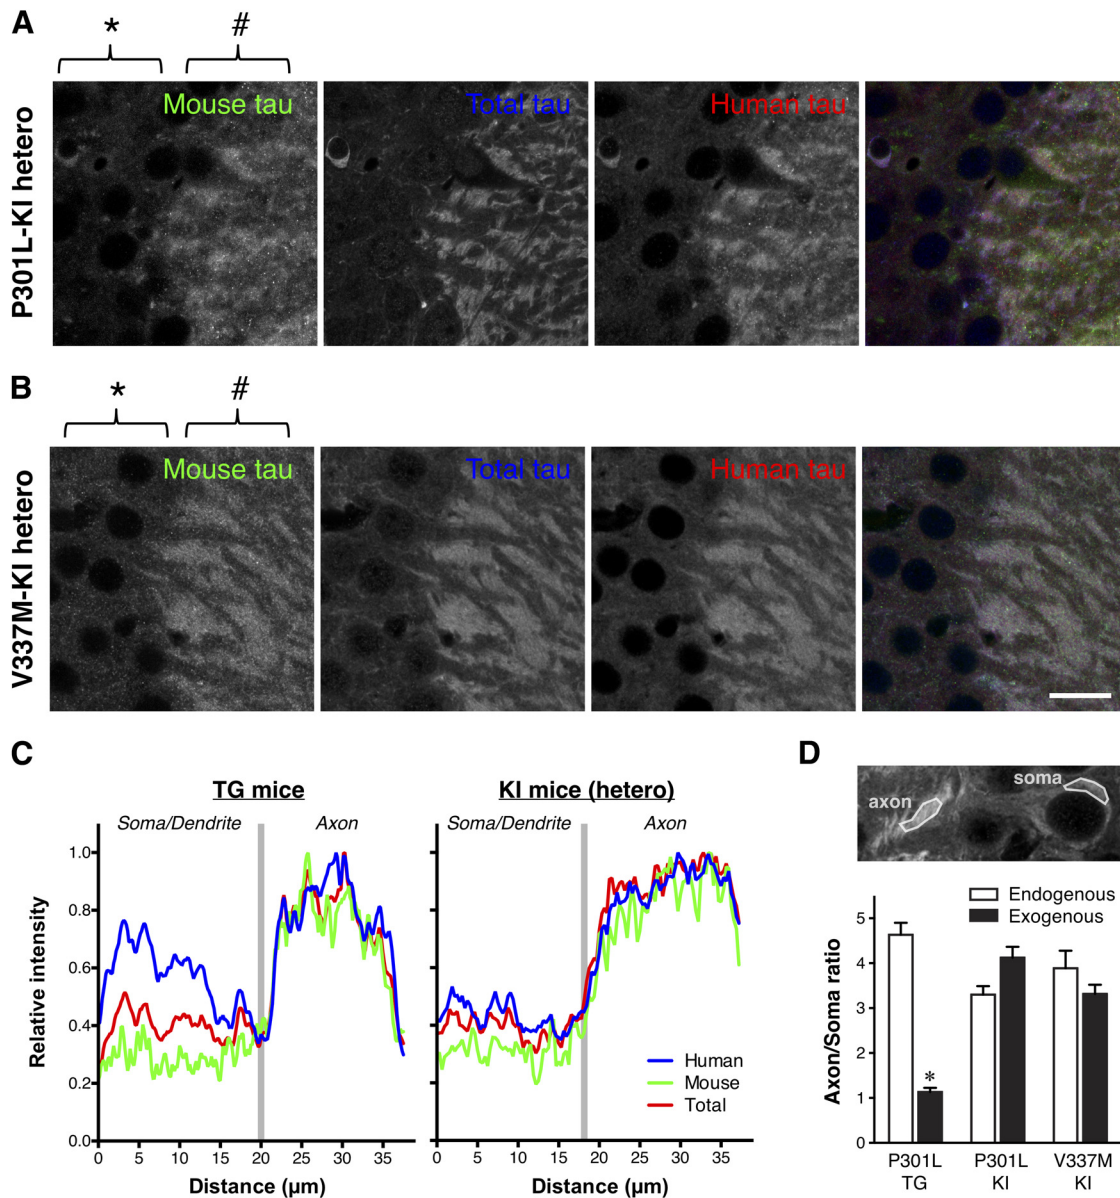 A
* #
P301L-KI hetero
Mouse tau Total tau Human tau
B
* #
V337M-KI hetero
Mouse tau Total tau Human tau
C
TG mice KI mice (hetero)
Soma/Dendrite Axon Soma/Dendrite Axon
Relative intensity
1.0
0.8
0.6
0.4
0.2
0.0
Human
Mouse
Total
0 5 10 15 20 25 30 35 0 5 10 15 20 25 30 35
Distance (µm) Distance (µm)
D
soma
axon
Endogenous
Exogenous
Axon/Soma ratio
5
4
3
2
1
0
*
P301L P301L V337M
TG KI KI